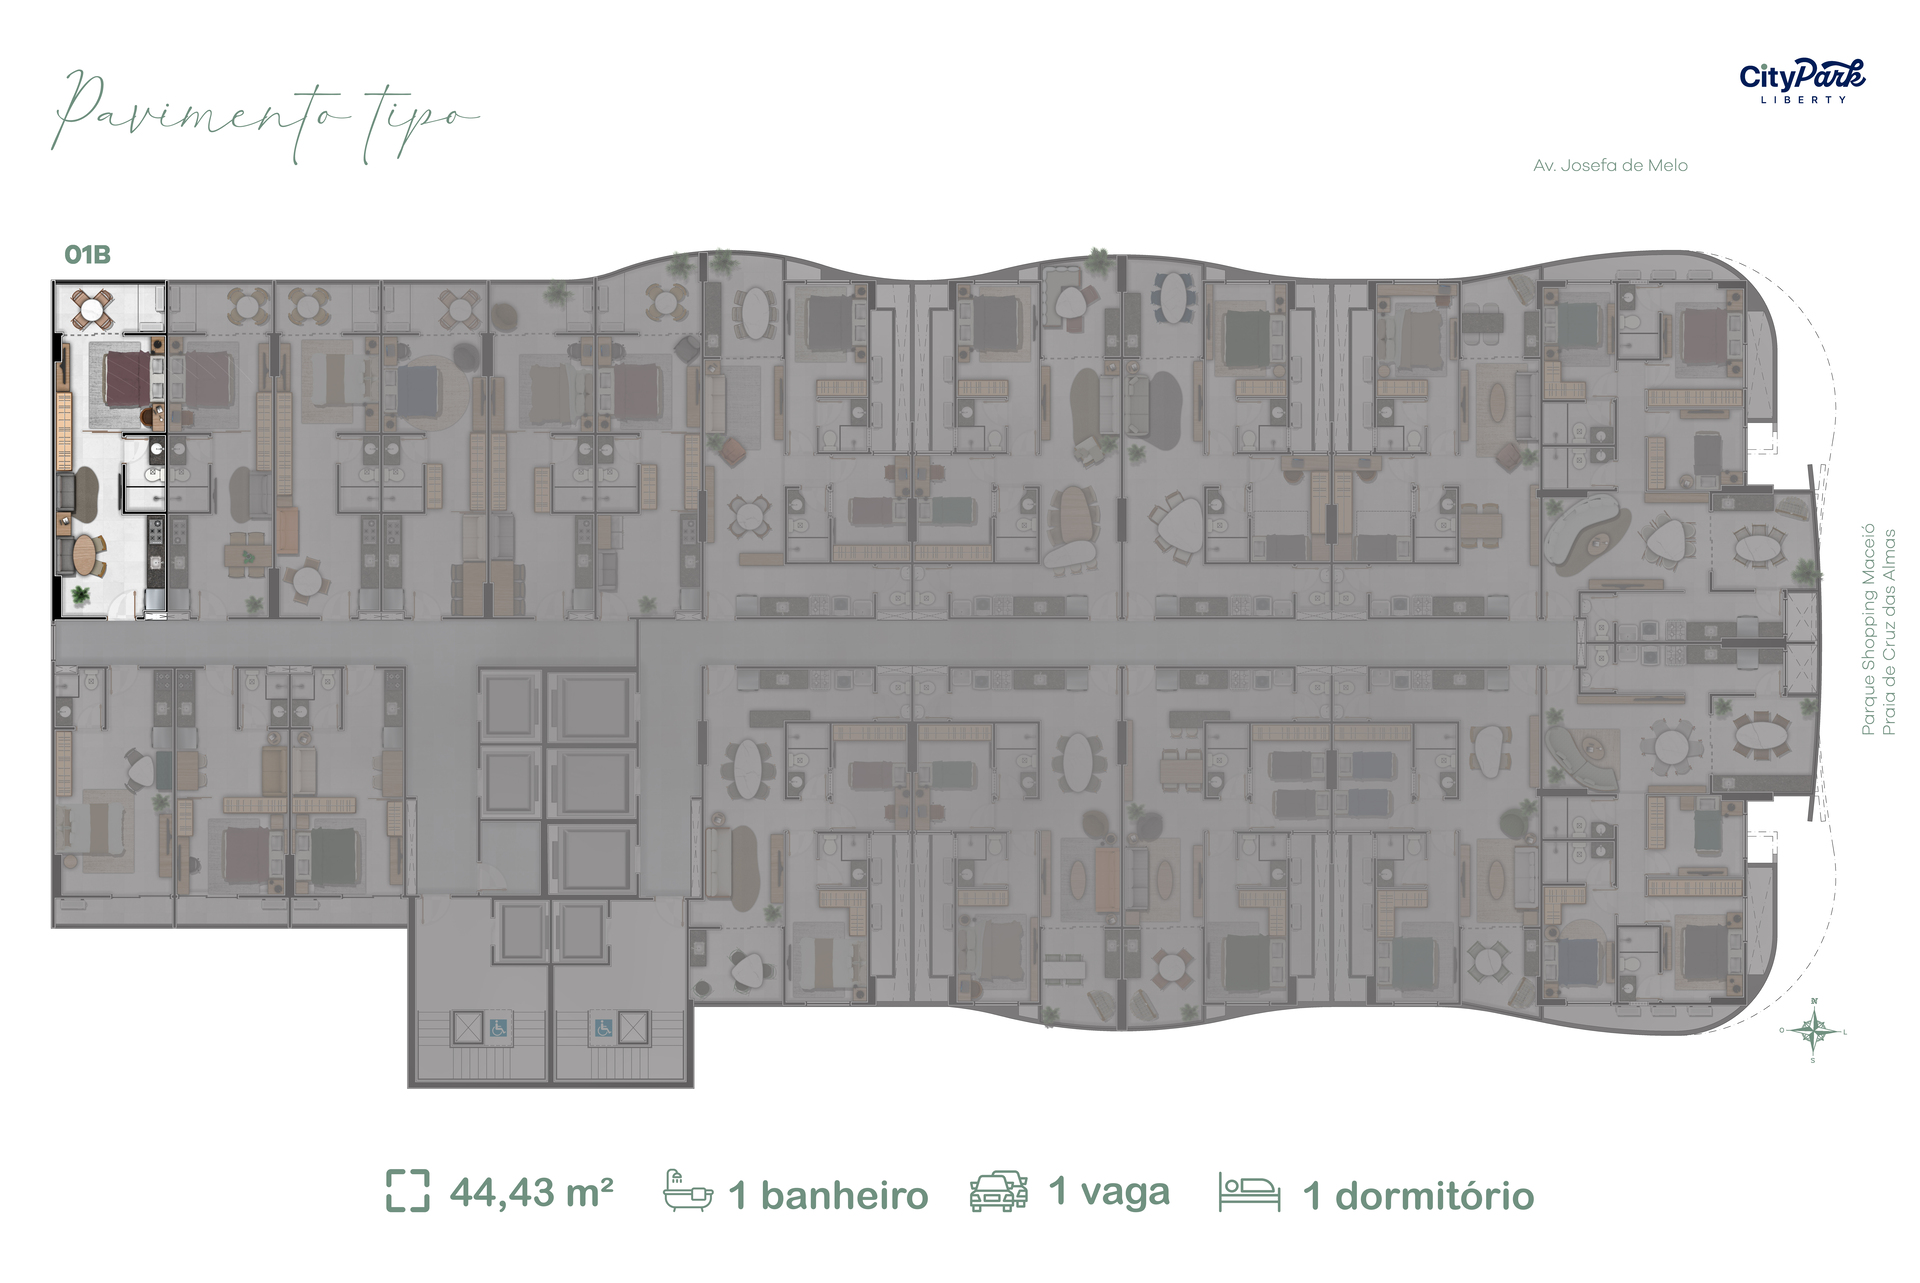 Pavimento tipo
CityPark
LIBERTY
Av. Josefa de Melo
01B
Parque Shopping Maceió
Praia de Cruz das Almas
N
O
L
S
44,43 m²
1 banheiro
1 vaga
1 dormitório